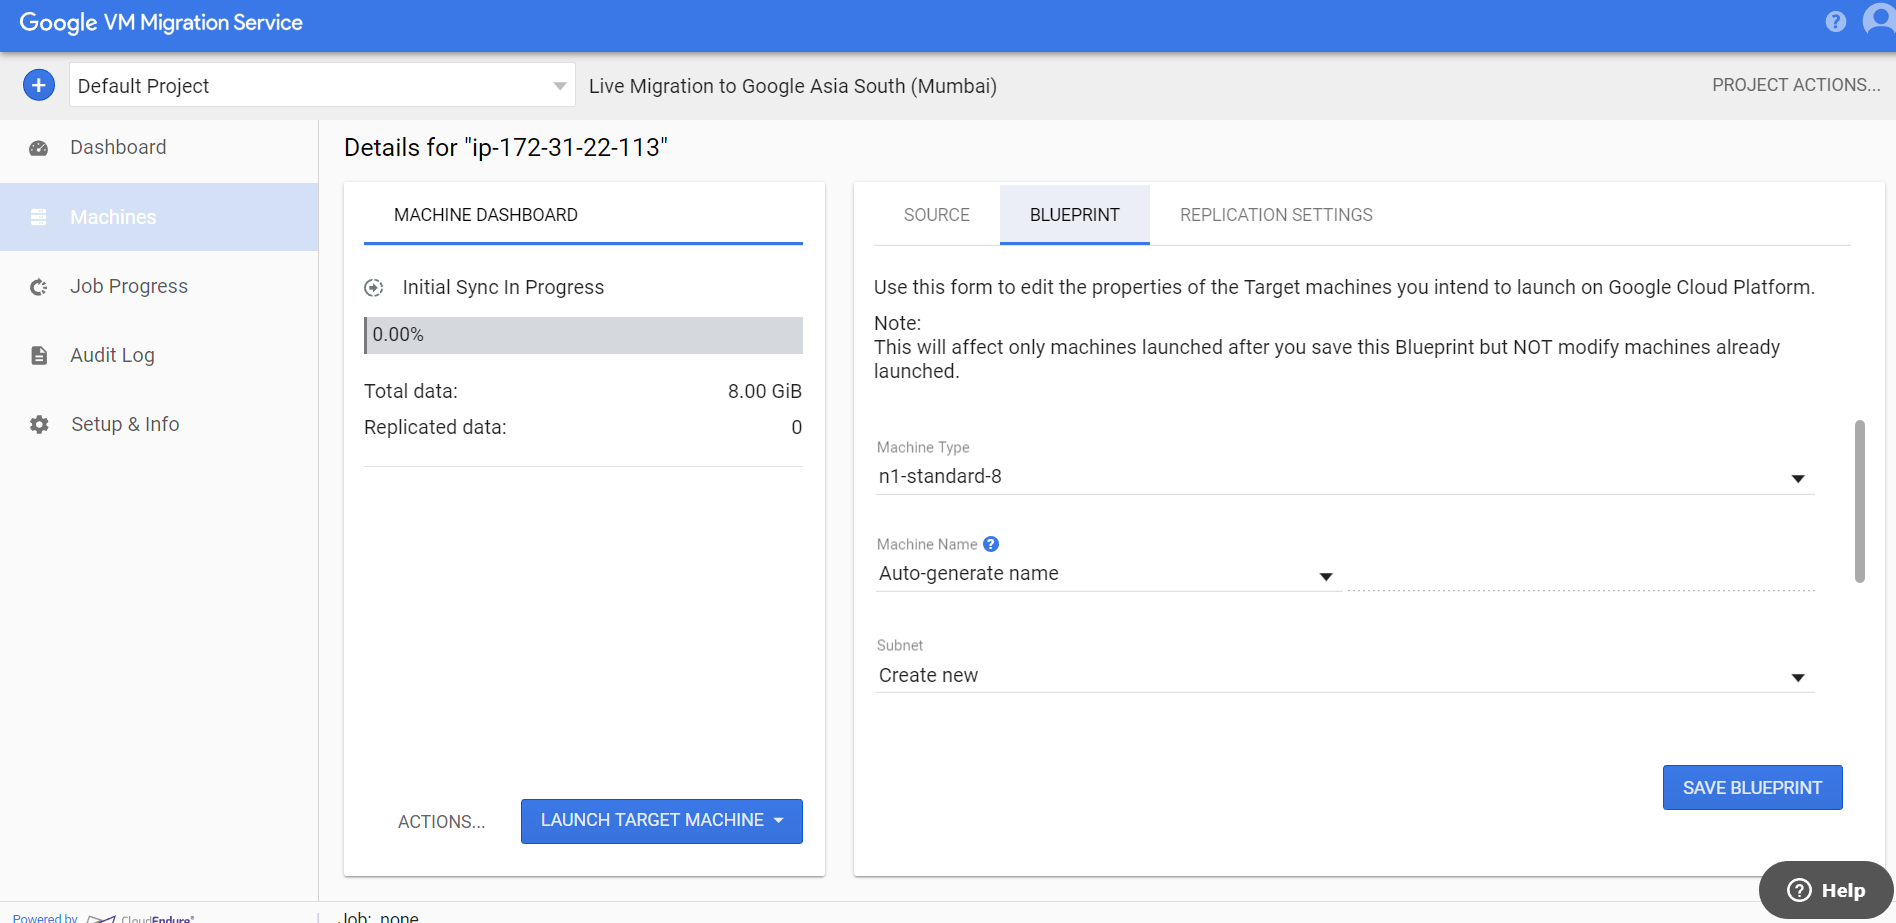 Google VM Migration Service
?
+
Default Project
Live Migration to Google Asia South (Mumbai)
PROJECT ACTIONS...
Dashboard
Machines
Job Progress
Audit Log
Setup & Info
Details for "ip-172-31-22-113"
MACHINE DASHBOARD
Initial Sync In Progress
0.00%
Total data: 8.00 GiB
Replicated data: 0
ACTIONS...
LAUNCH TARGET MACHINE
SOURCE
BLUEPRINT
REPLICATION SETTINGS
Use this form to edit the properties of the Target machines you intend to launch on Google Cloud Platform.
Note:
This will affect only machines launched after you save this Blueprint but NOT modify machines already
launched.
Machine Type
n1-standard-8
Machine Name ?
Auto-generate name
Subnet
Create new
SAVE BLUEPRINT
? Help
Powered by CloudEndure
Job: none